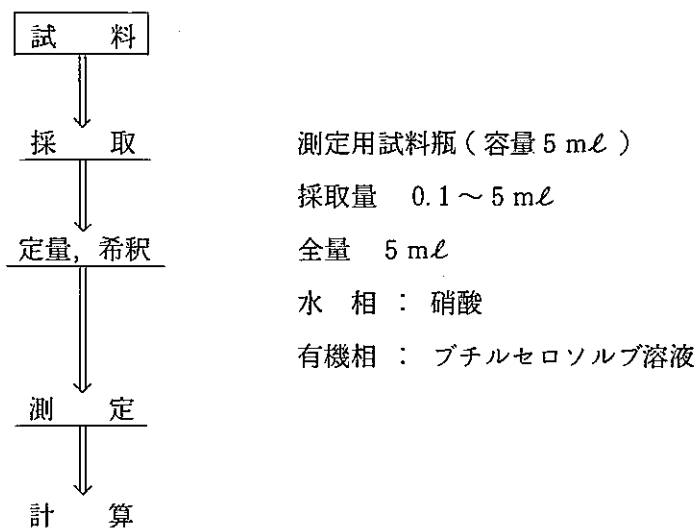 試　料
採　取
測定用試料瓶（容量5 mℓ）
採取量　0.1～5 mℓ
定量，希釈
全量　5 mℓ
水　相 ： 硝酸
有機相 ： ブチルセロソルブ溶液
測　定
計　算